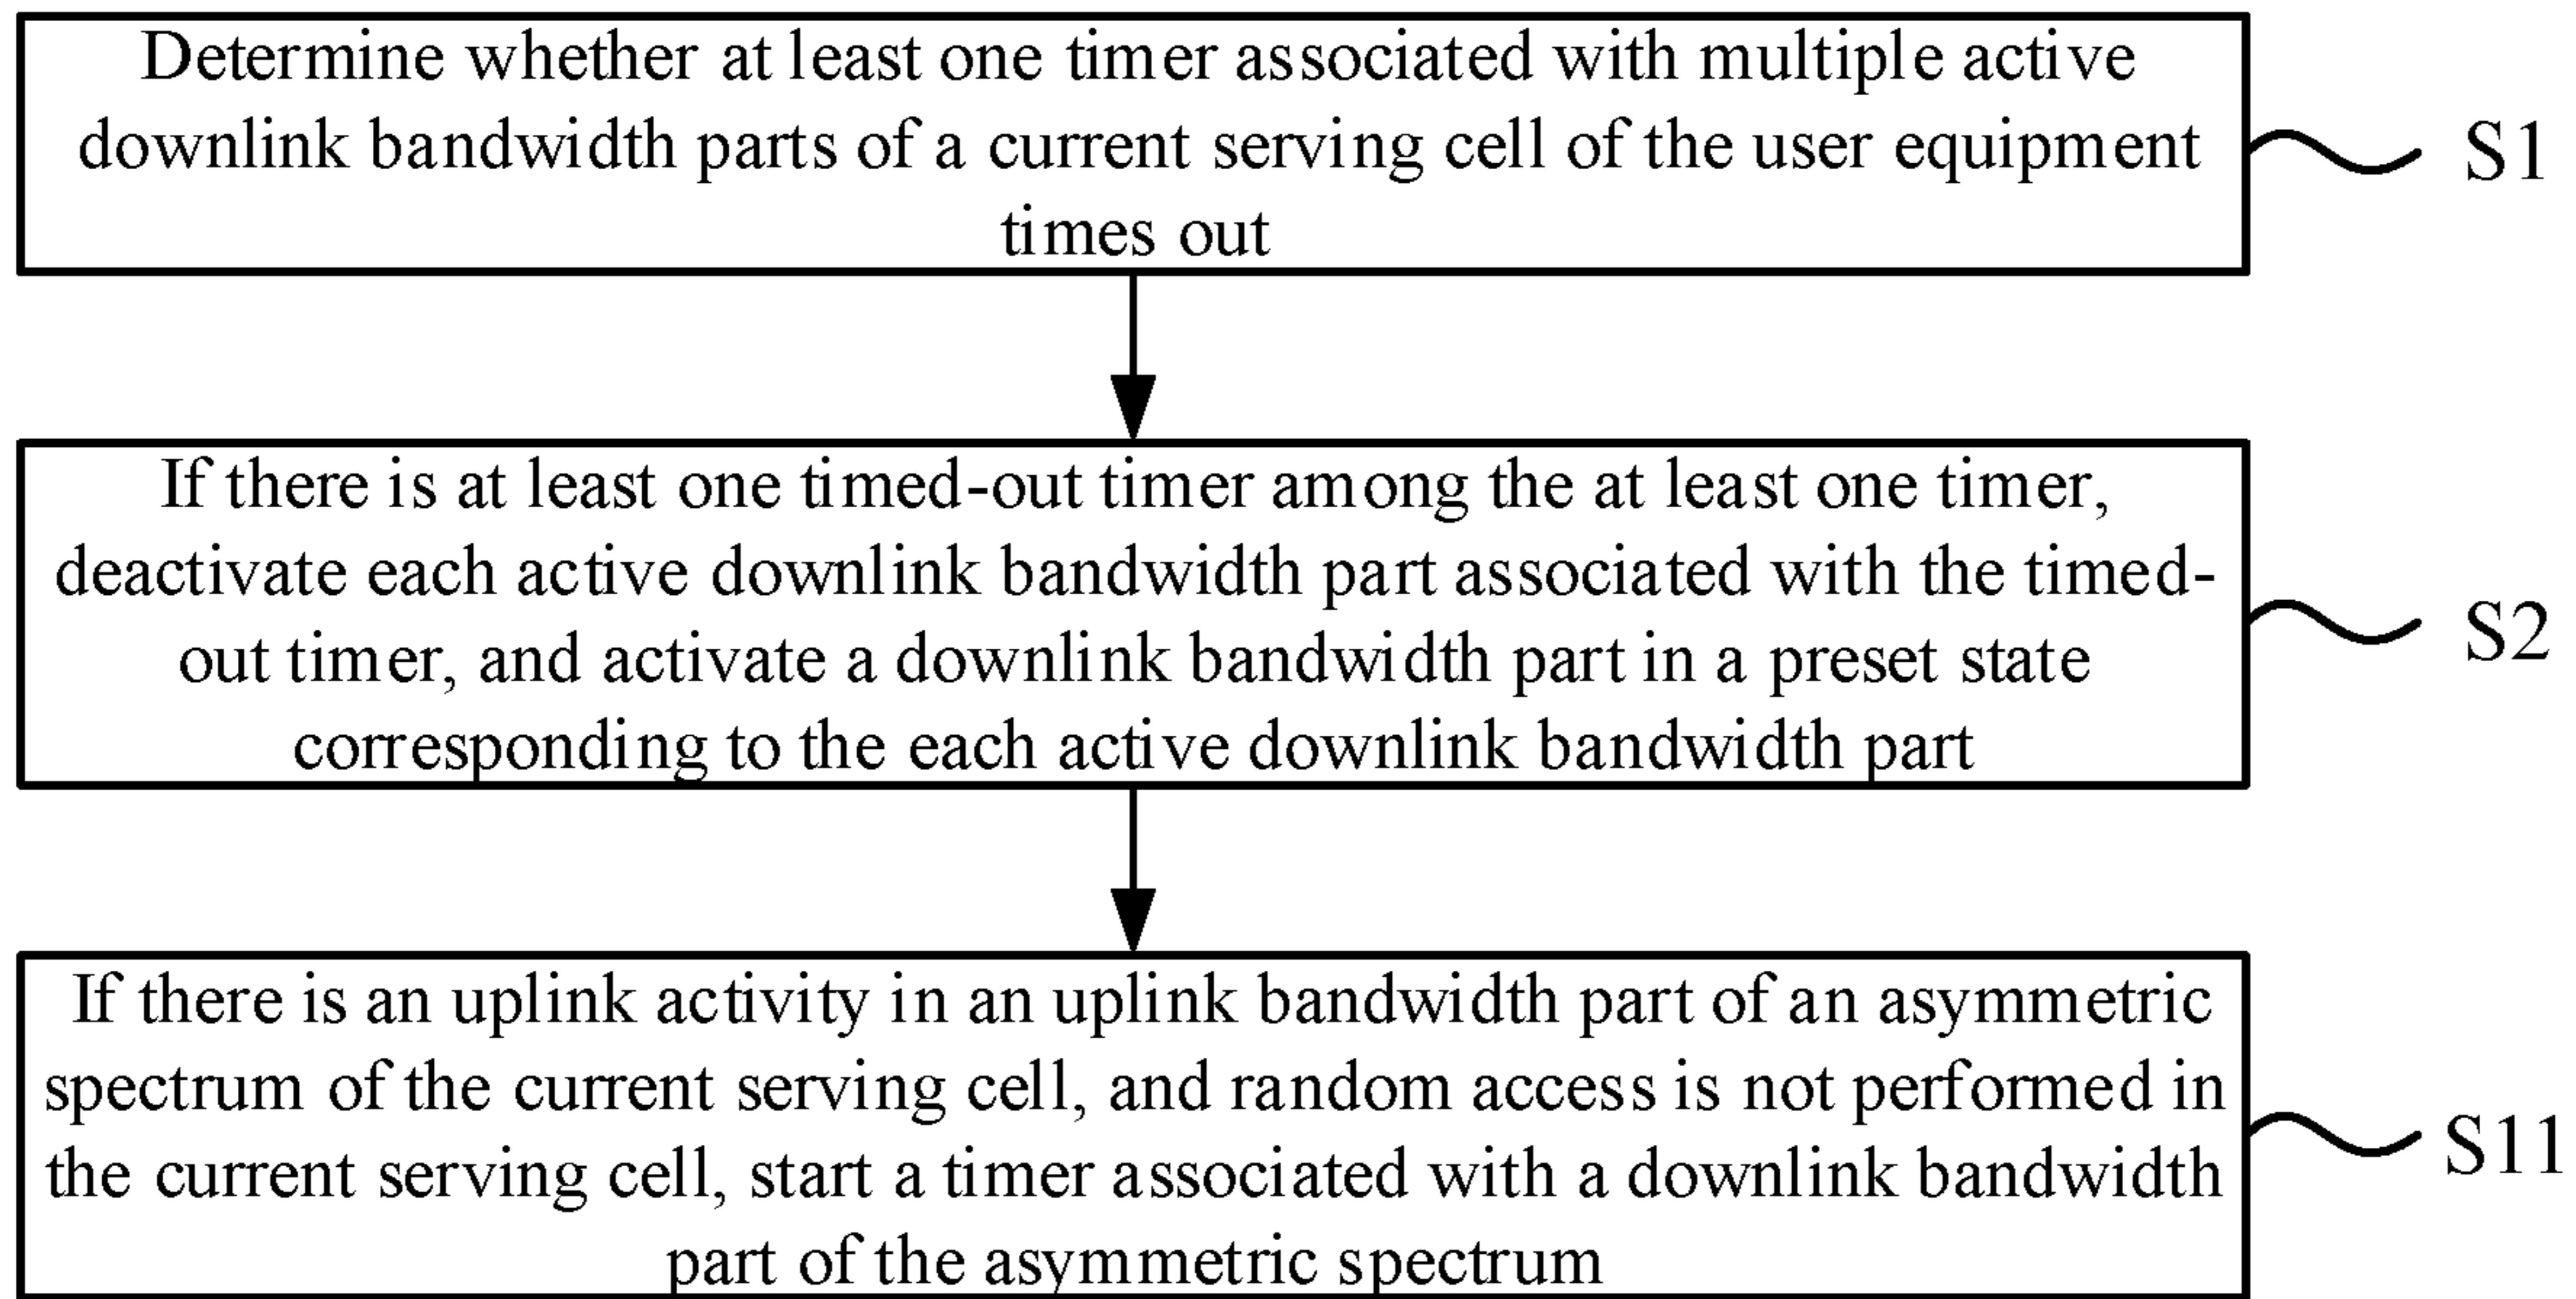 Determine whether at least one timer associated with multiple active
downlink bandwidth parts of a current serving cell of the user equipment
times out
S1
If there is at least one timed-out timer among the at least one timer,
deactivate each active downlink bandwidth part associated with the timed-
out timer, and activate a downlink bandwidth part in a preset state
corresponding to the each active downlink bandwidth part
S2
If there is an uplink activity in an uplink bandwidth part of an asymmetric
spectrum of the current serving cell, and random access is not performed in
the current serving cell, start a timer associated with a downlink bandwidth
part of the asymmetric spectrum
S11